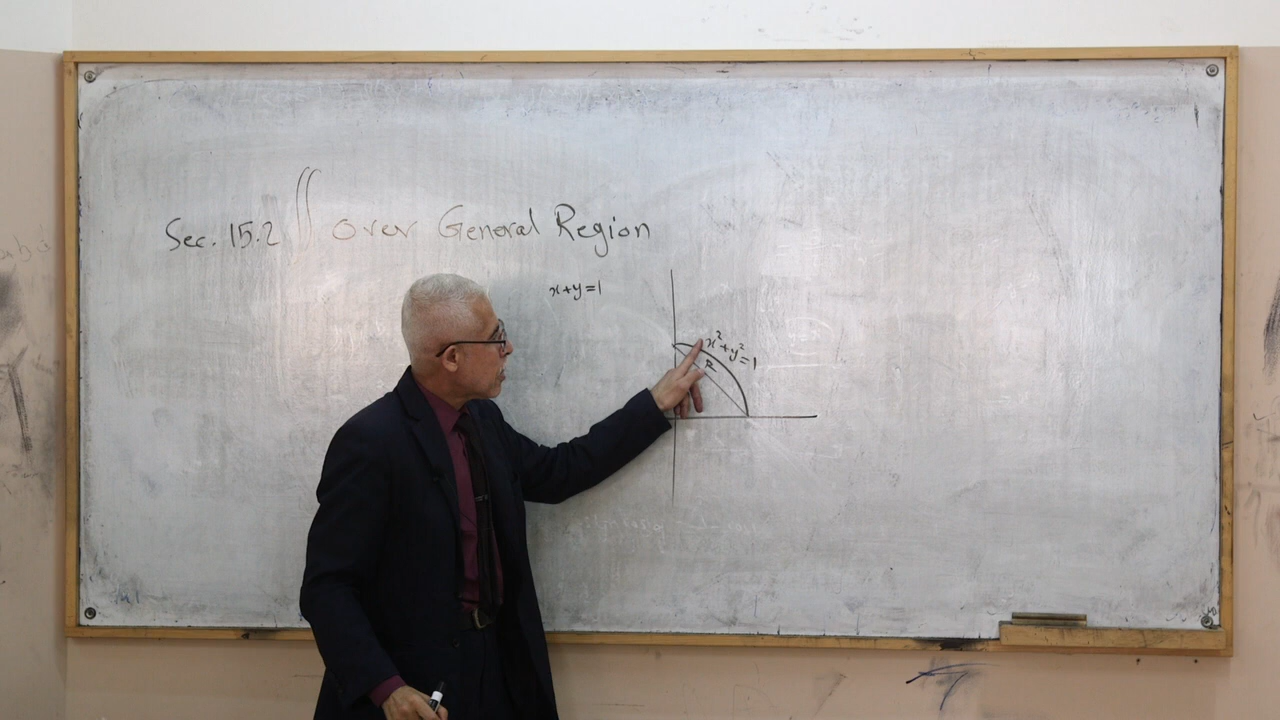 Sec. 15.2 ∬ over General Region
x+y=1
x²+y²=1
R